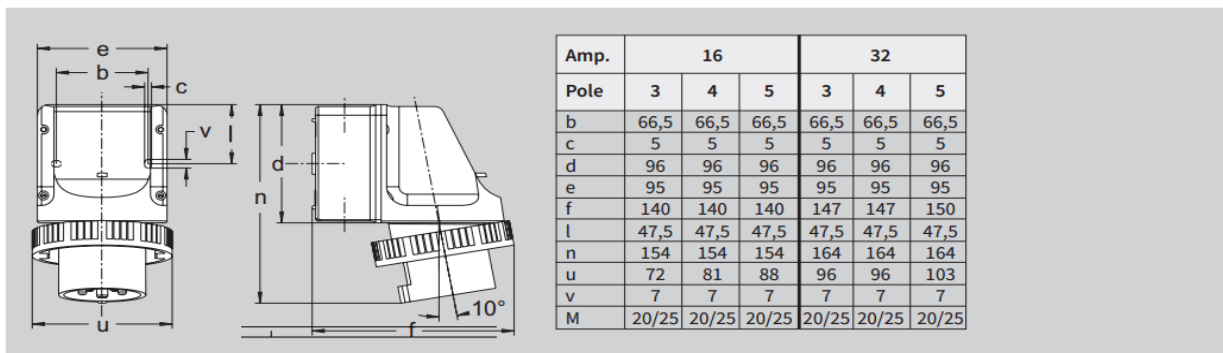 e
b
c
v
l
d
n
10°
f
u
Amp. 16 32
Pole 3 4 5 3 4 5
b 66,5 66,5 66,5 66,5 66,5 66,5
c 5 5 5 5 5 5
d 96 96 96 96 96 96
e 95 95 95 95 95 95
f 140 140 140 147 147 150
l 47,5 47,5 47,5 47,5 47,5 47,5
n 154 154 154 164 164 164
u 72 81 88 96 96 103
v 7 7 7 7 7 7
M 20/25 20/25 20/25 20/25 20/25 20/25